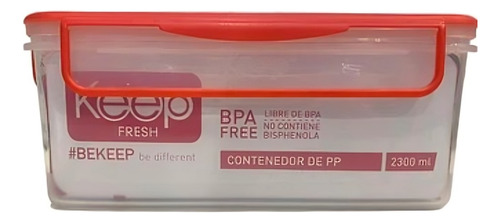 Keep
FRESH
#BEKEEP be different
BPA
FREE
LIBRE DE BPA
NO CONTIENE
BISPHENOLA
CONTENEDOR DE PP
2300 ml